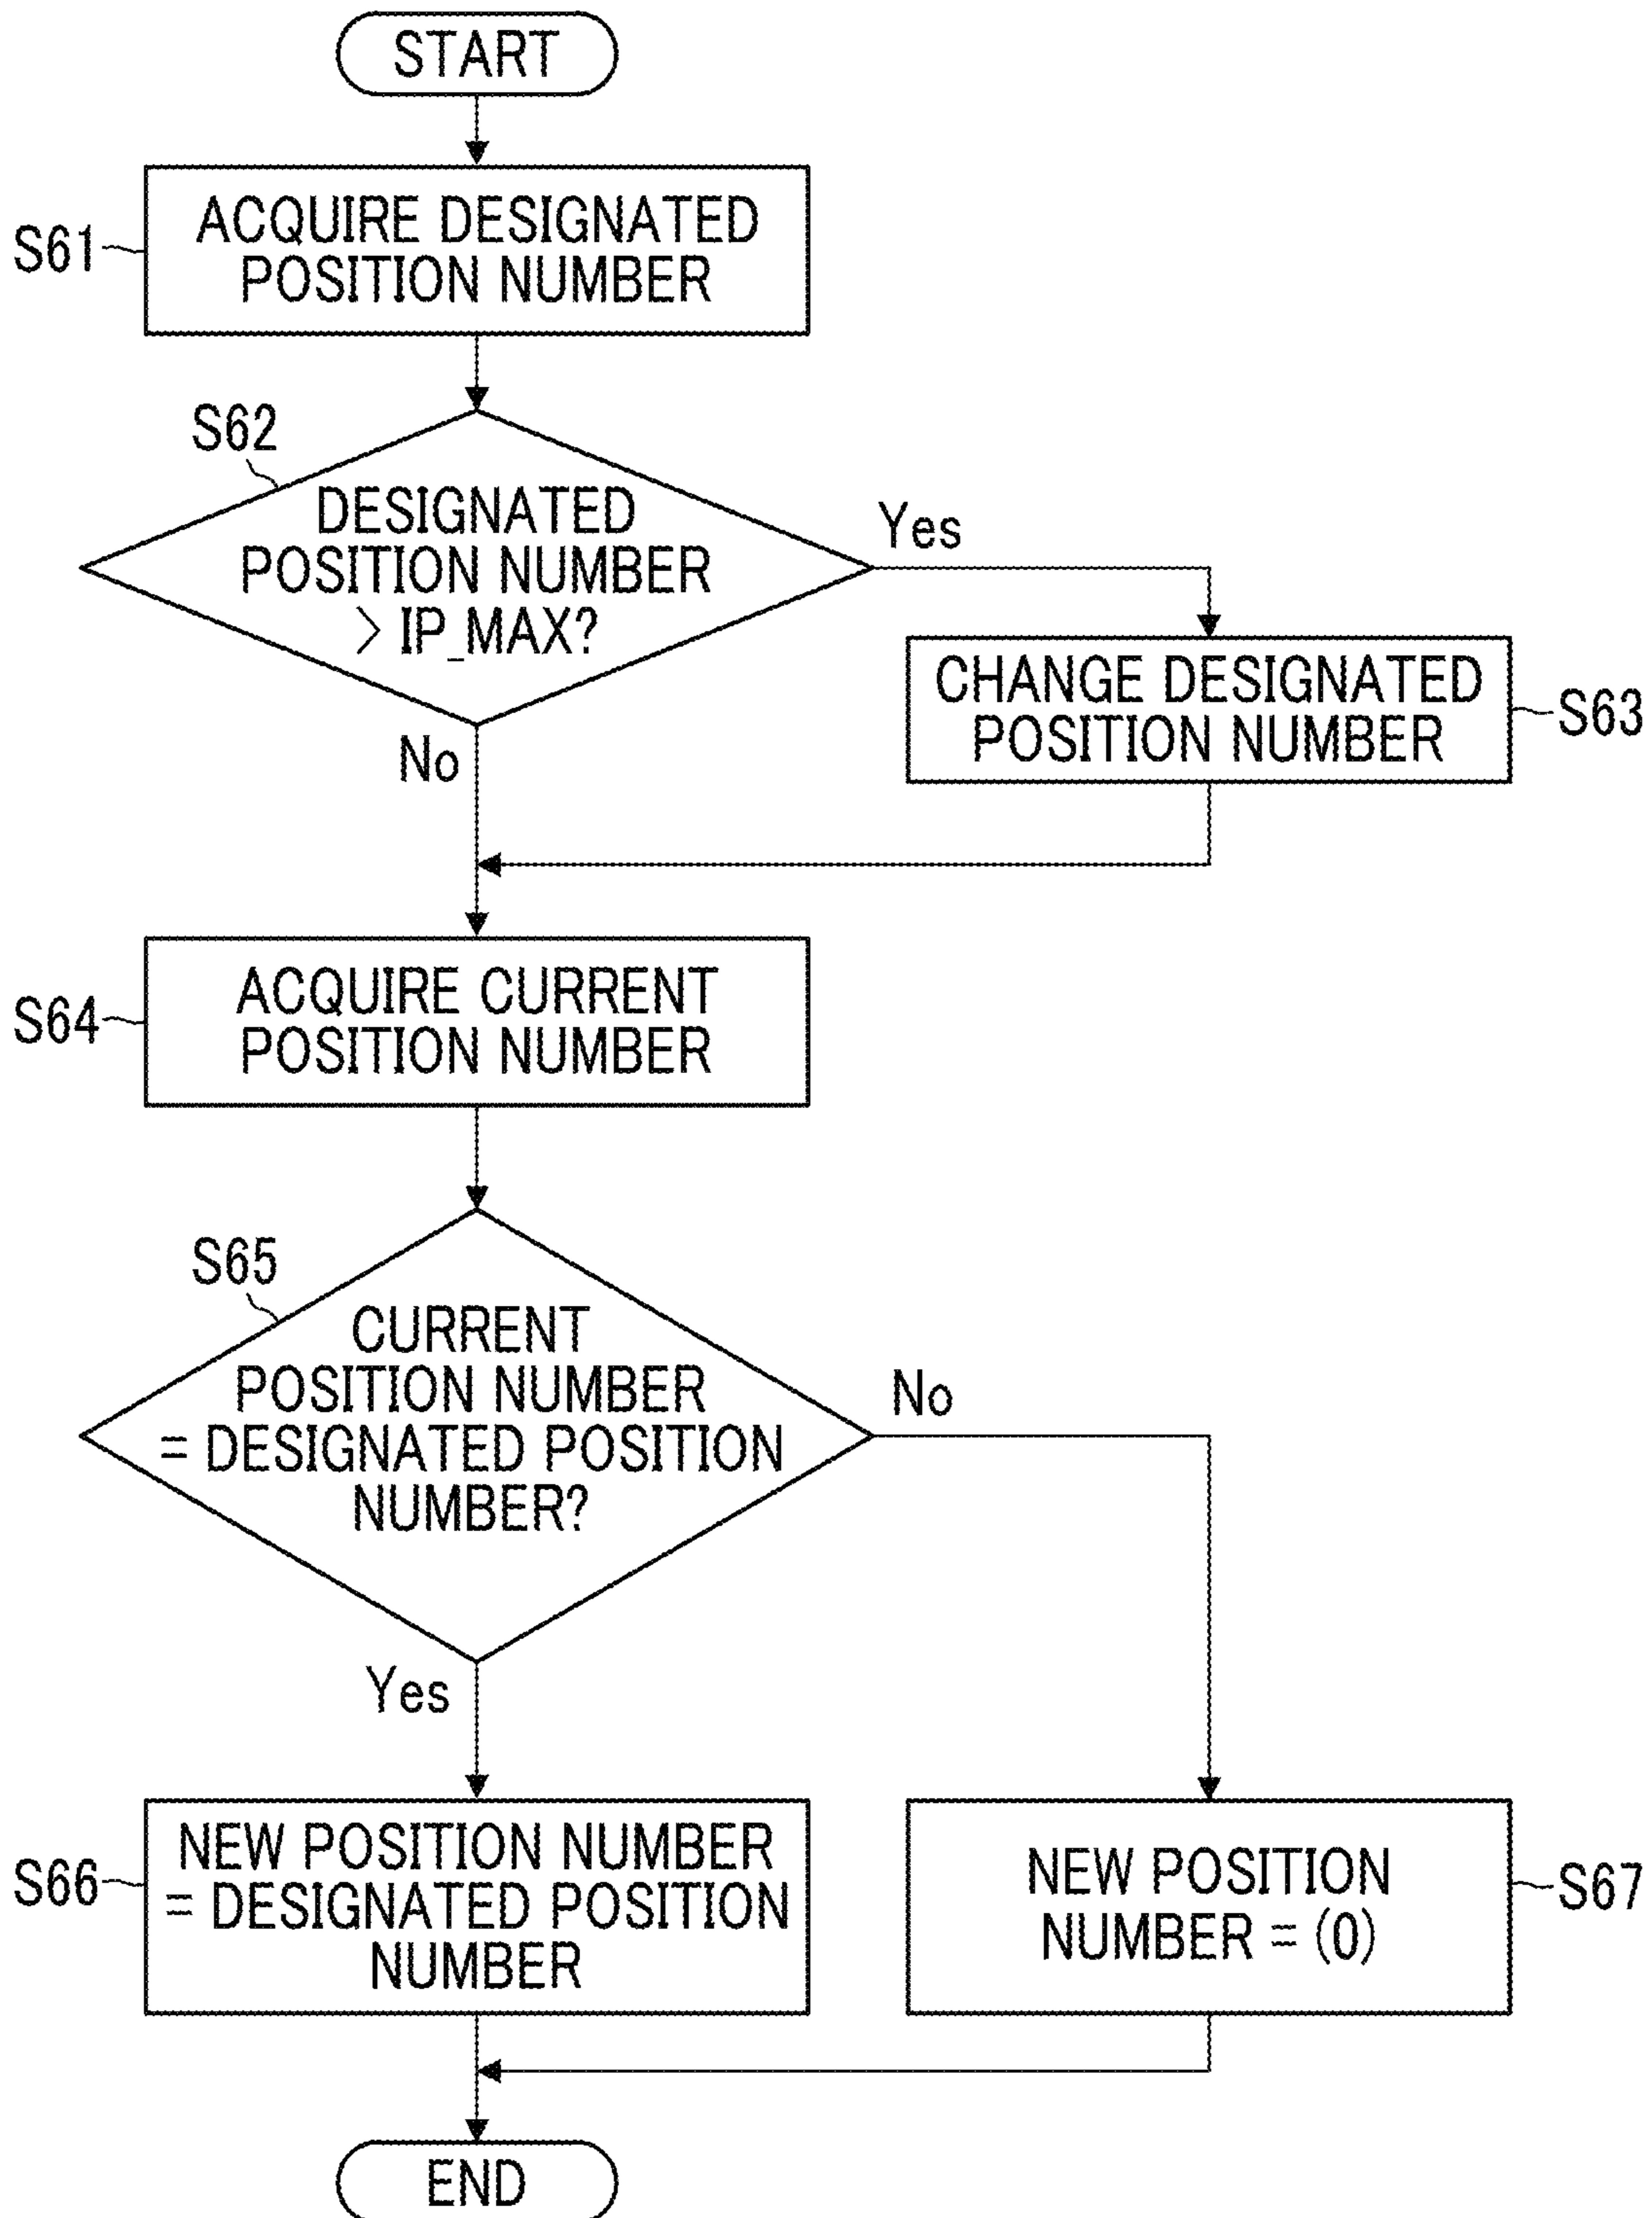 START
S61
ACQUIRE DESIGNATED
POSITION NUMBER
S62
DESIGNATED
POSITION NUMBER
> IP_MAX?
Yes
No
CHANGE DESIGNATED
POSITION NUMBER
S63
S64
ACQUIRE CURRENT
POSITION NUMBER
S65
CURRENT
POSITION NUMBER
= DESIGNATED POSITION
NUMBER?
No
Yes
S66
NEW POSITION NUMBER
= DESIGNATED POSITION
NUMBER
NEW POSITION
NUMBER = (0)
S67
END